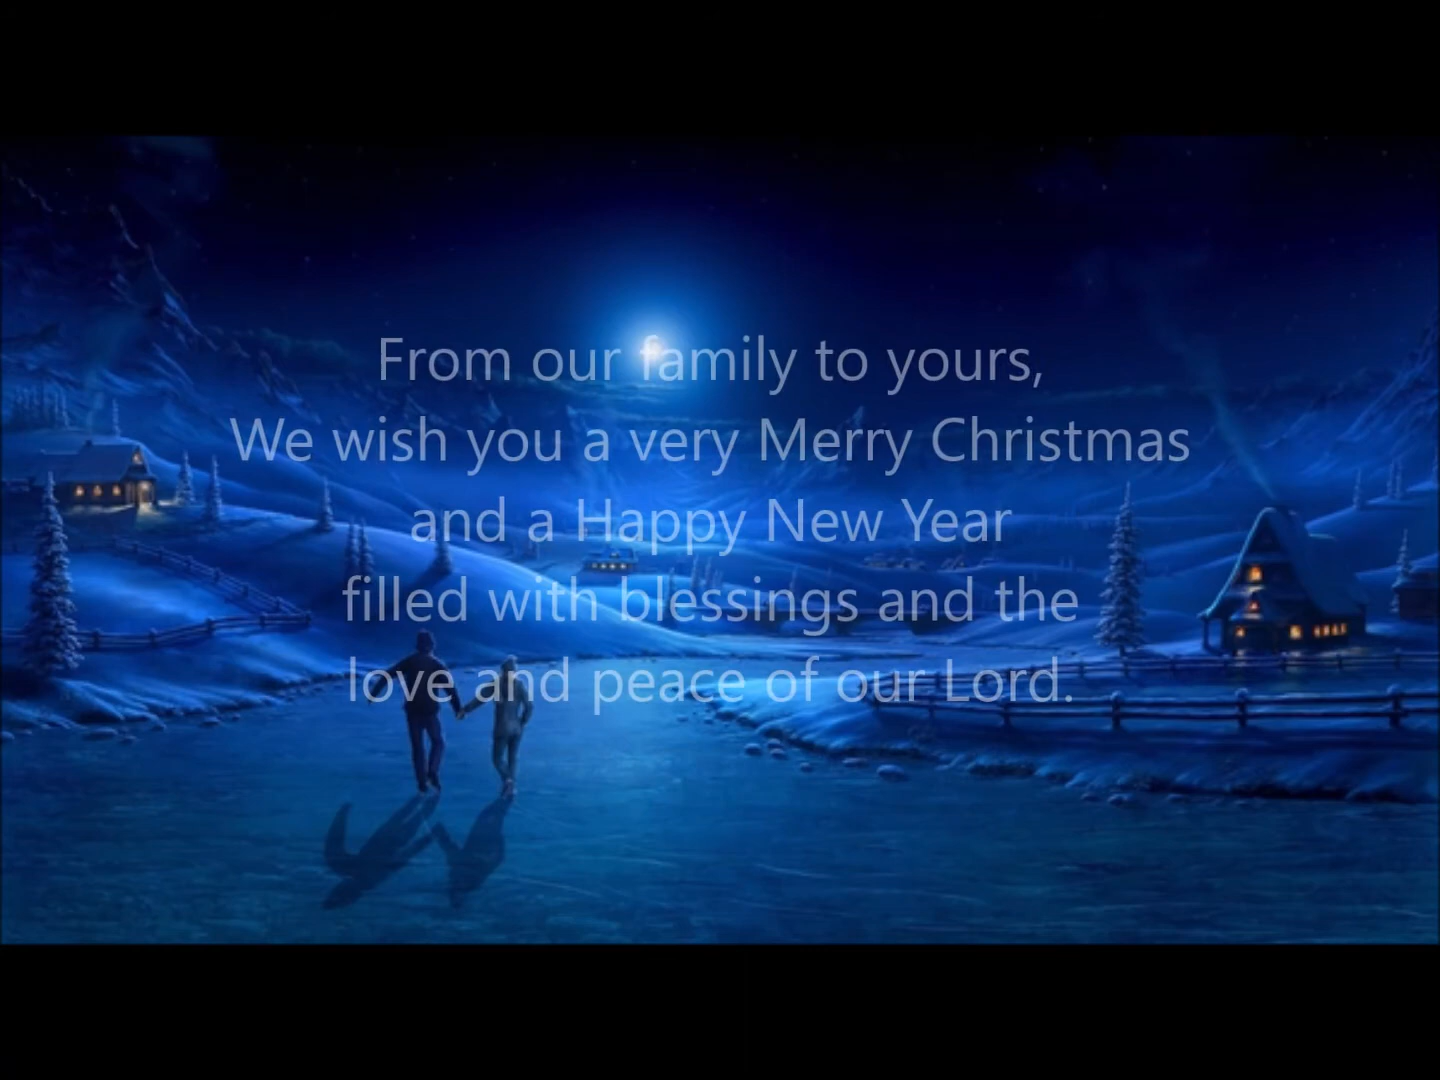 From our family to yours,
We wish you a very Merry Christmas
and a Happy New Year
filled with blessings and the
love and peace of our Lord.